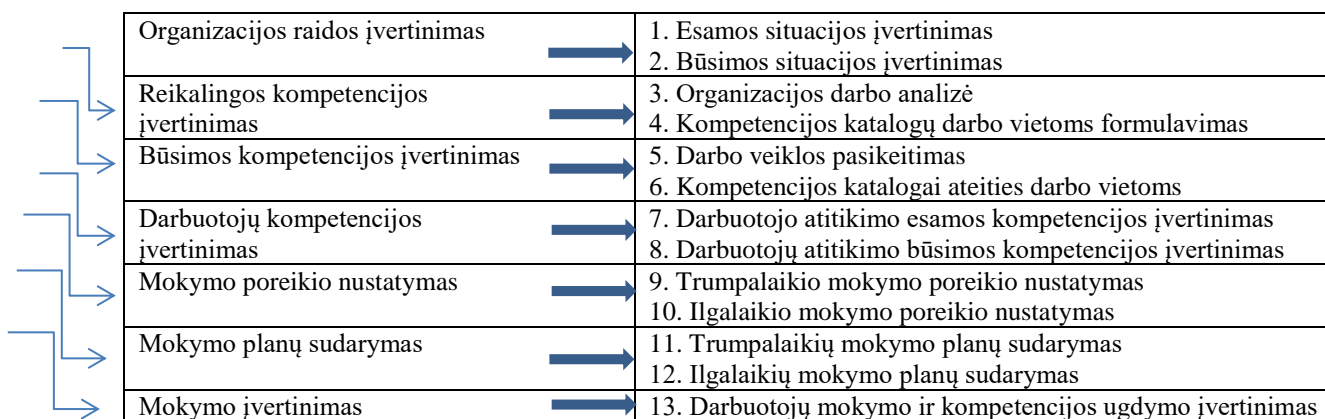 Organizacijos raidos įvertinimas
1. Esamos situacijos įvertinimas
2. Būsimos situacijos įvertinimas
Reikalingos kompetencijos
įvertinimas
3. Organizacijos darbo analizė
4. Kompetencijos katalogų darbo vietoms formulavimas
Būsimos kompetencijos įvertinimas
5. Darbo veiklos pasikeitimas
6. Kompetencijos katalogai ateities darbo vietoms
Darbuotojų kompetencijos
įvertinimas
7. Darbuotojo atitikimo esamos kompetencijos įvertinimas
8. Darbuotojų atitikimo būsimos kompetencijos įvertinimas
Mokymo poreikio nustatymas
9. Trumpalaikio mokymo poreikio nustatymas
10. Ilgalaikio mokymo poreikio nustatymas
Mokymo planų sudarymas
11. Trumpalaikių mokymo planų sudarymas
12. Ilgalaikių mokymo planų sudarymas
Mokymo įvertinimas
13. Darbuotojų mokymo ir kompetencijos ugdymo įvertinimas